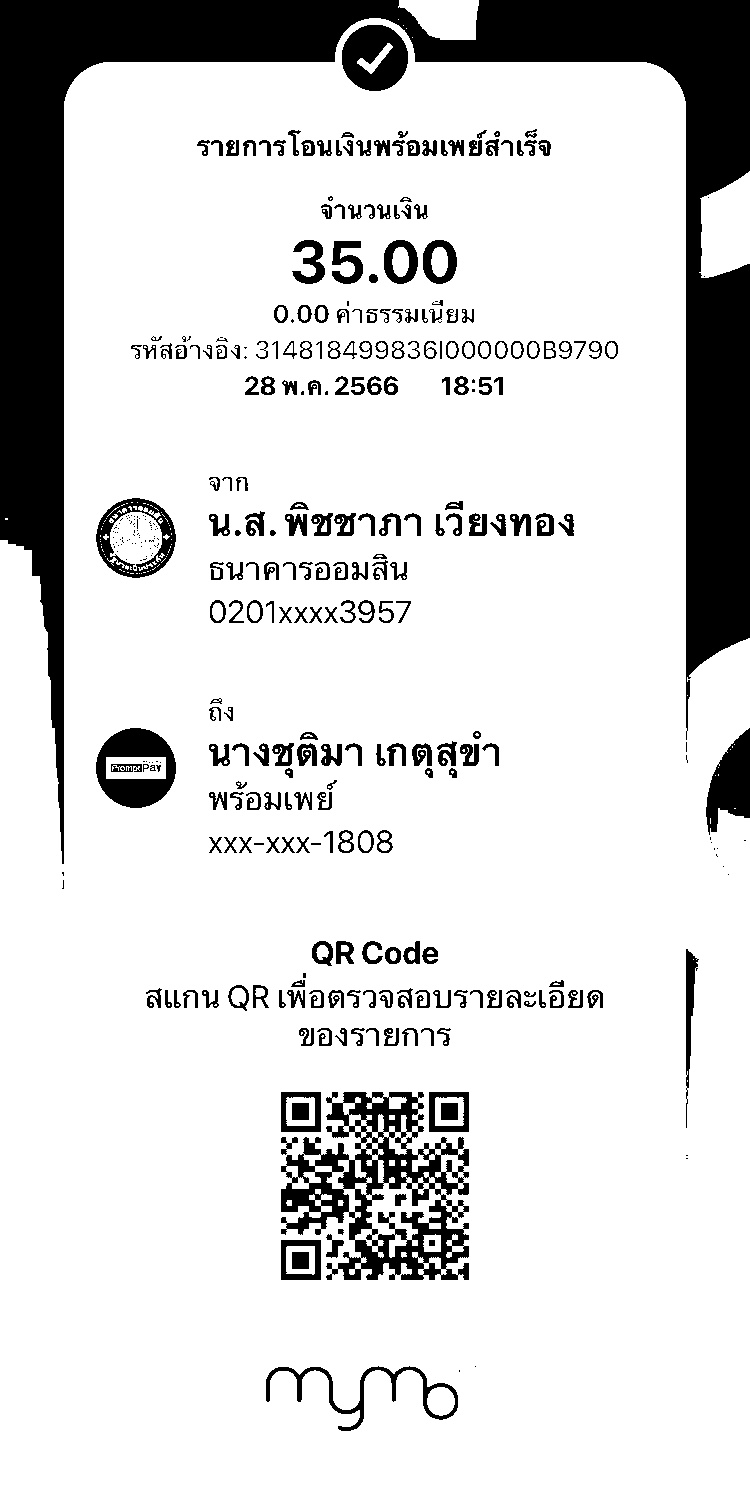 รายการโอนเงินพร้อมเพย์สำเร็จ
จำนวนเงิน
35.00
0.00 ค่าธรรมเนียม
รหัสอ้างอิง: 314818499836I000000B9790
28 พ.ค. 2566 18:51
จาก
น.ส. พิชชาภา เวียงทอง
ธนาคารออมสิน
0201xxxx3957
ถึง
นางชุติมา เกตุสุขำ
PromptPay
พร้อมเพย์
xxx-xxx-1808
QR Code
สแกน QR เพื่อตรวจสอบรายละเอียด
ของรายการ
mymo